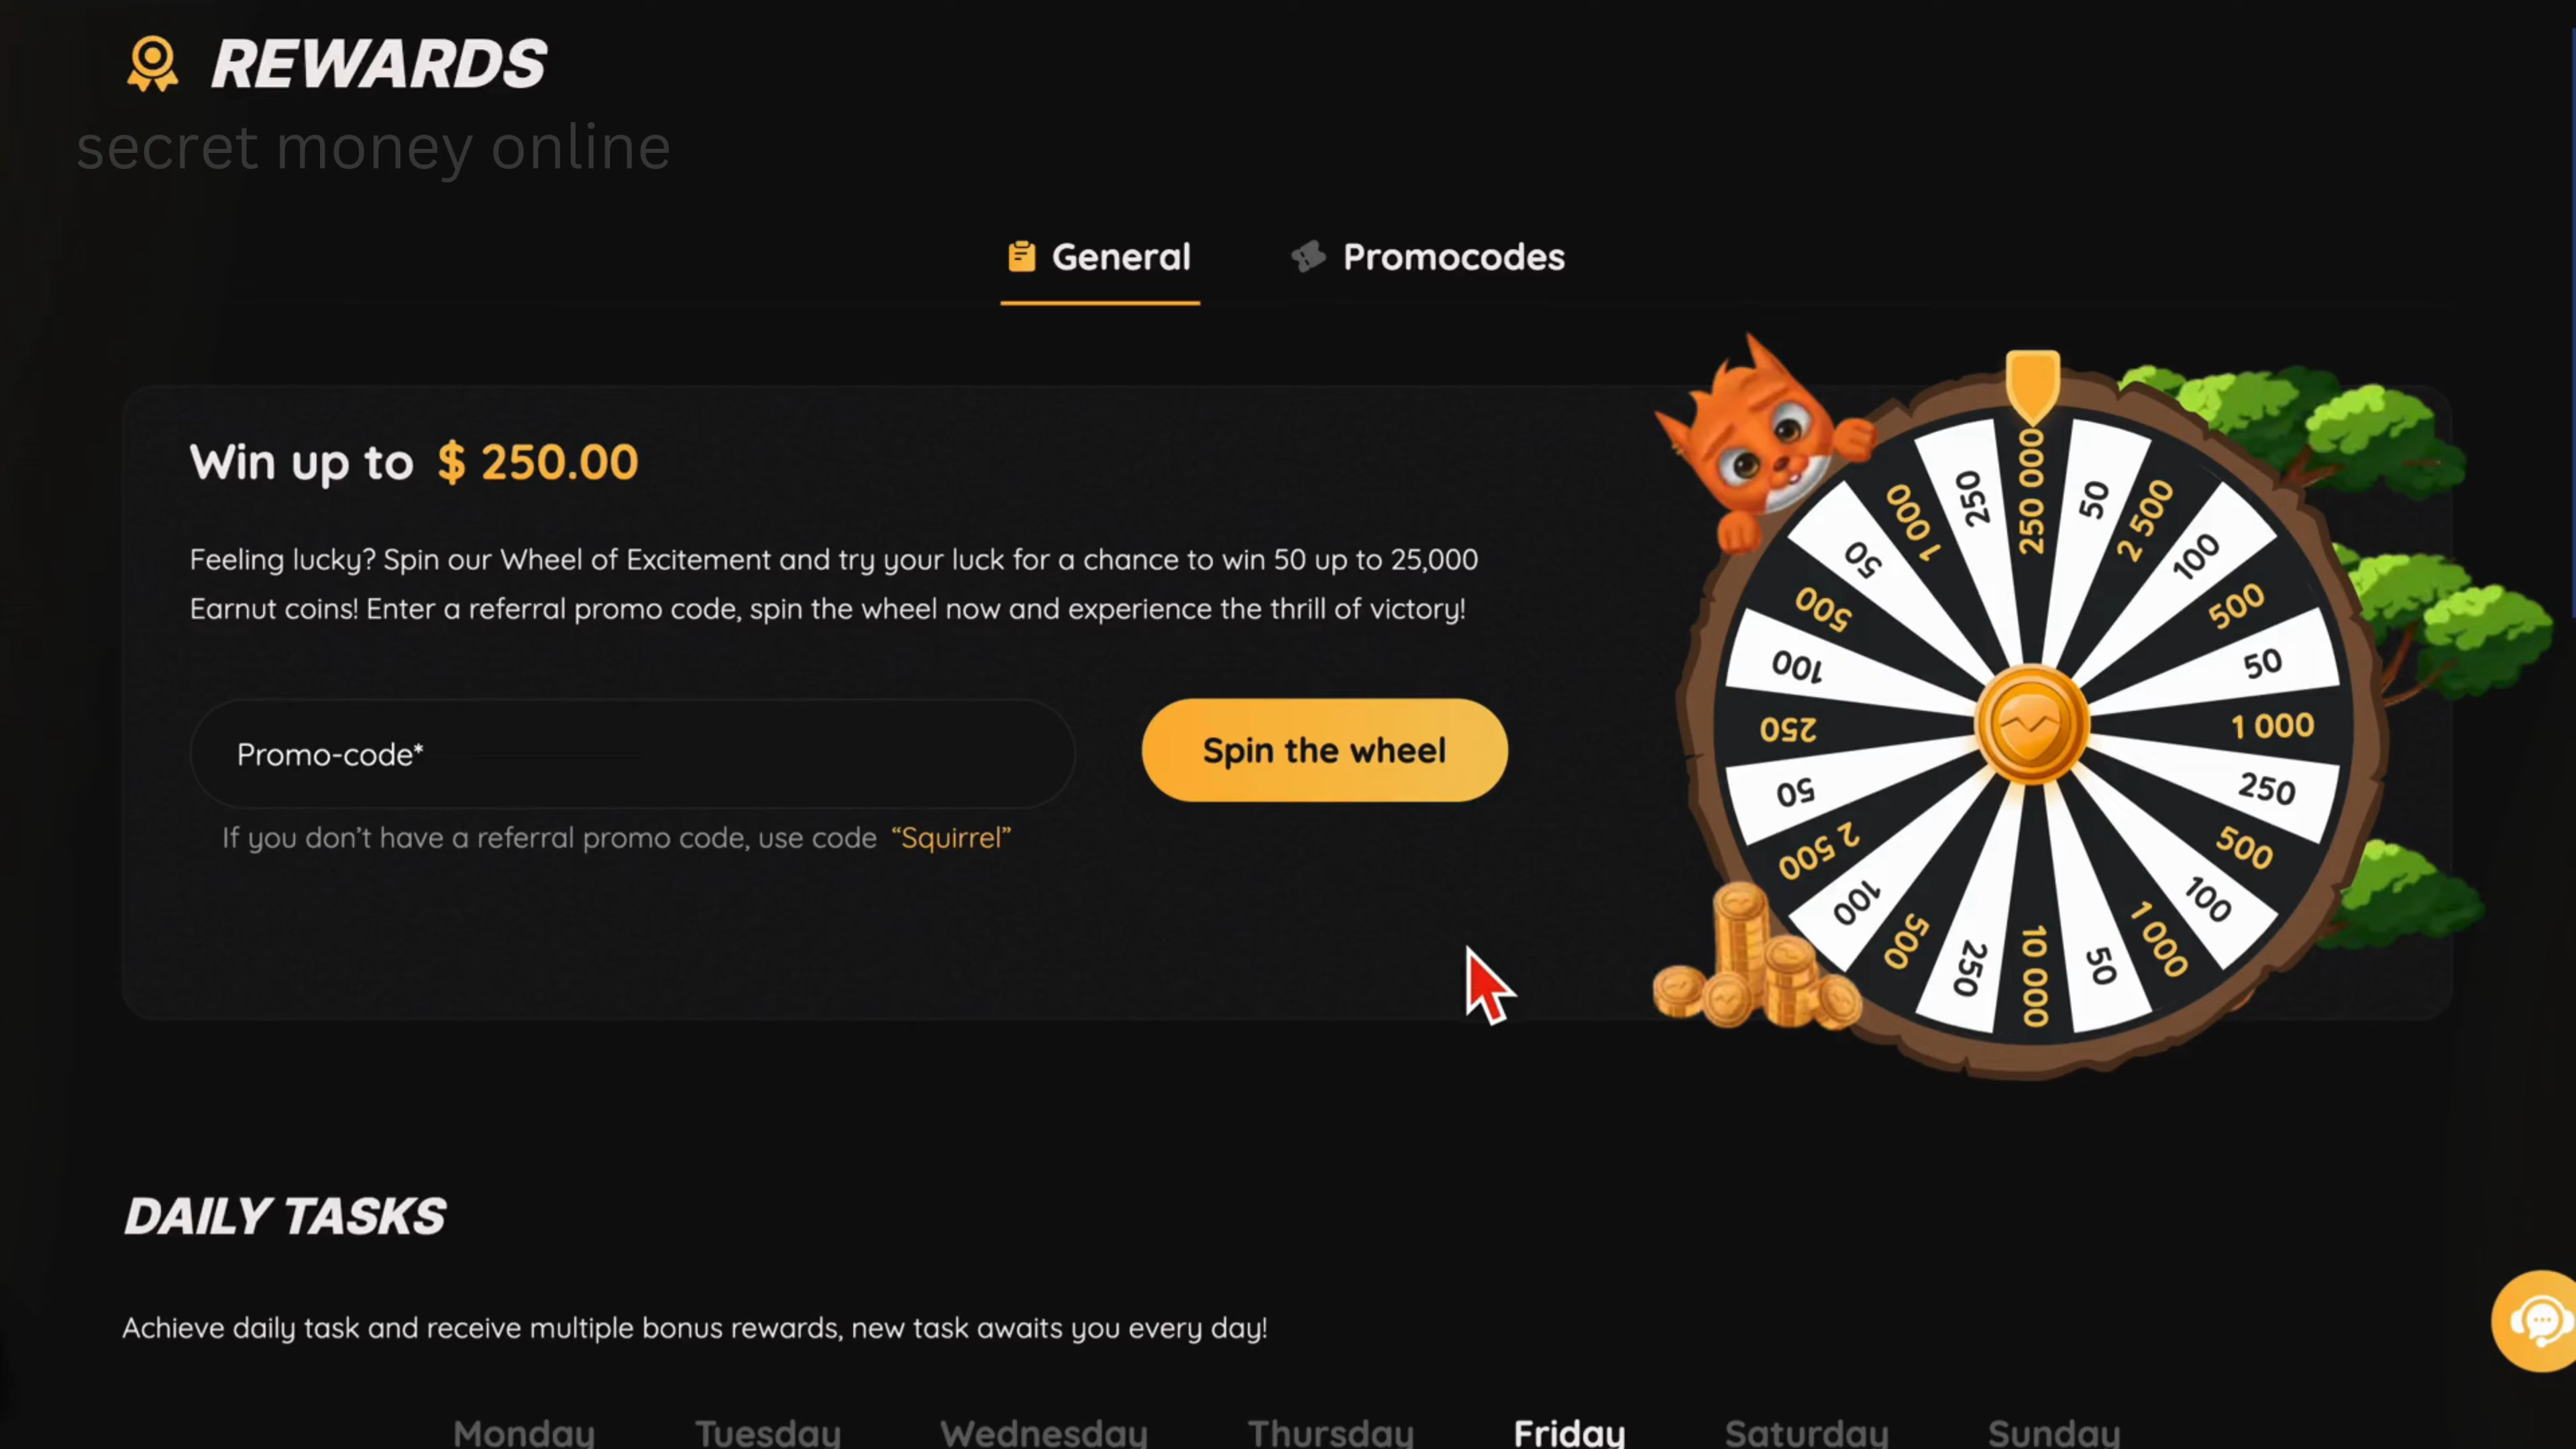 REWARDS
secret money online
General
Promocodes
Win up to $ 250.00
Feeling lucky? Spin our Wheel of Excitement and try your luck for a chance to win 50 up to 25,000
Earnut coins! Enter a referral promo code, spin the wheel now and experience the thrill of victory!
Promo-code*
Spin the wheel
If you don't have a referral promo code, use code “Squirrel”
250 000
50
2 500
100
500
50
1 000
250
500
100
1 000
50
10 000
250
500
100
2 500
50
250
100
500
50
1 000
250
DAILY TASKS
Achieve daily task and receive multiple bonus rewards, new task awaits you every day!
Monday
Tuesday
Wednesday
Thursday
Friday
Saturday
Sunday